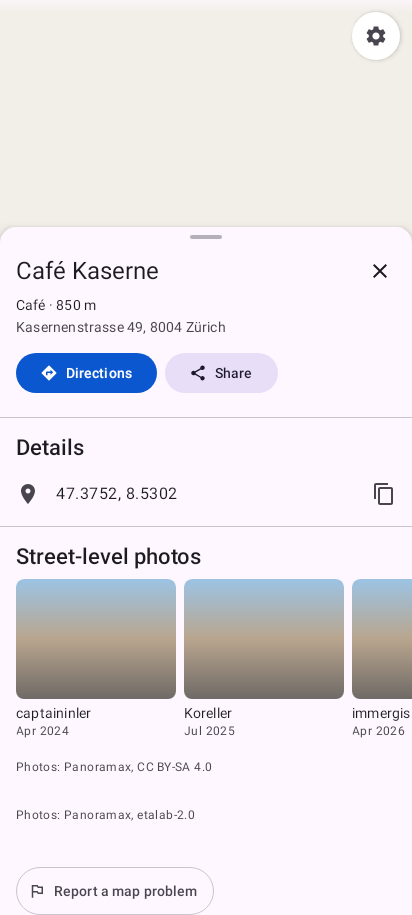 Café Kaserne
Café · 850 m
Kasernenstrasse 49, 8004 Zürich
Directions
Share
Details
47.3752, 8.5302
Street-level photos
captaininler
Koreller
immergis
Apr 2024
Jul 2025
Apr 2026
Photos: Panoramax, CC BY-SA 4.0
Photos: Panoramax, etalab-2.0
Report a map problem